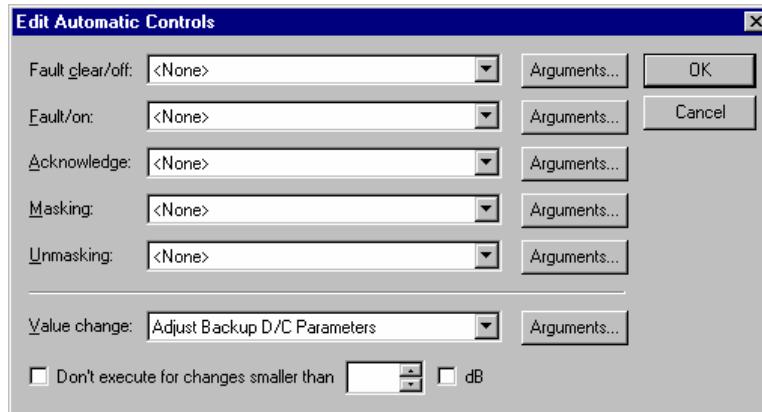 Edit Automatic Controls
Fault clear/off: <None> Arguments... OK
Fault/on: <None> Arguments... Cancel
Acknowledge: <None> Arguments...
Masking: <None> Arguments...
Unmasking: <None> Arguments...
Value change: Adjust Backup D/C Parameters Arguments...
Don't execute for changes smaller than dB